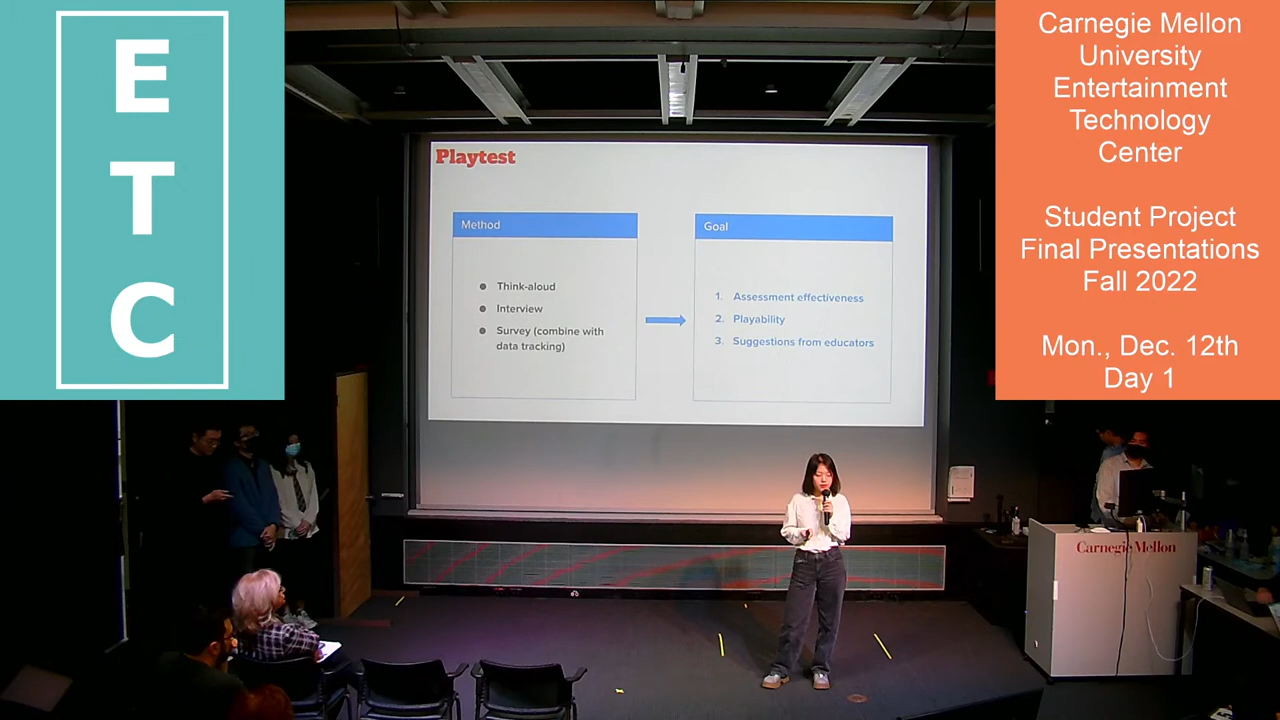 E
T
C
Carnegie Mellon
University
Entertainment
Technology
Center
Student Project
Final Presentations
Fall 2022
Mon., Dec. 12th
Day 1
Playtest
Method
Think-aloud
Interview
Survey (combine with
data tracking)
Goal
1. Assessment effectiveness
2. Playability
3. Suggestions from educators
Carnegie Mellon